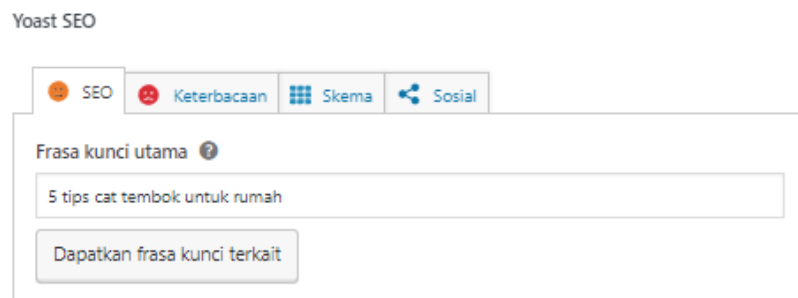 Yoast SEO
SEO Keterbacaan Skema Sosial
Frasa kunci utama ?
5 tips cat tembok untuk rumah
Dapatkan frasa kunci terkait